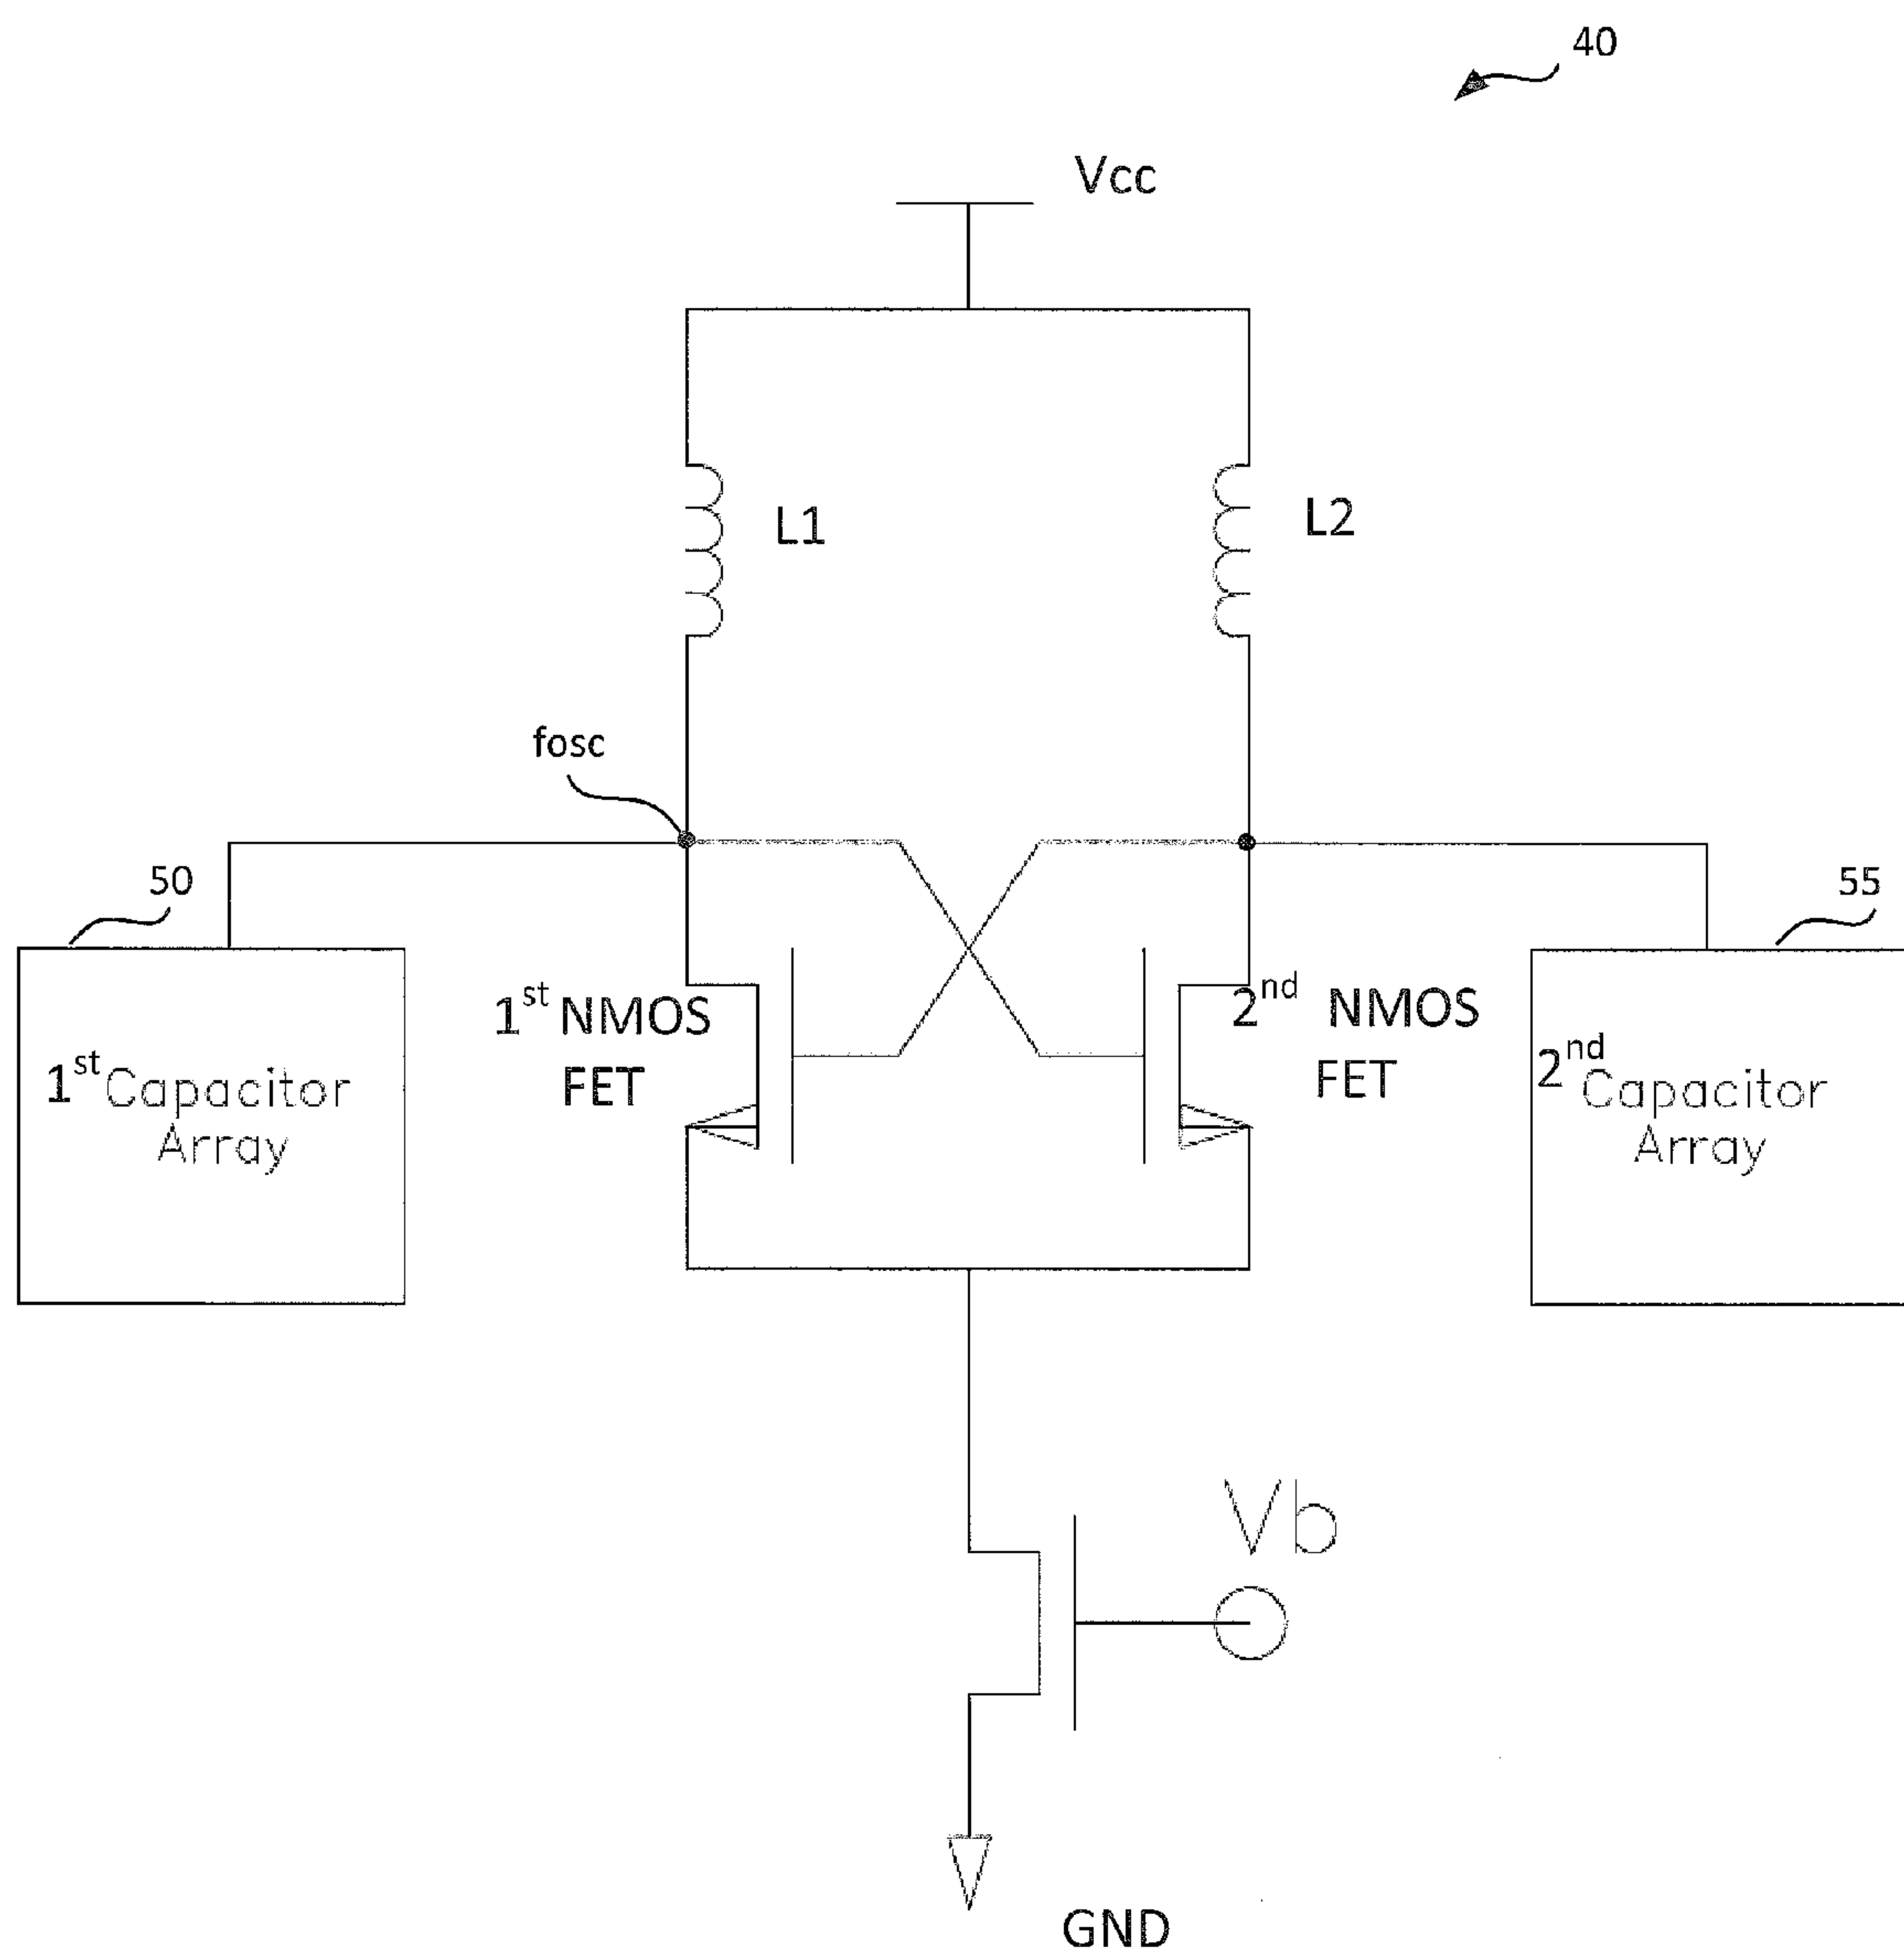 40
Vcc
L1
L2
fosc
50
55
1st NMOS
FET
2nd NMOS
FET
1st Capacitor
Array
2nd Capacitor
Array
Vb
GND